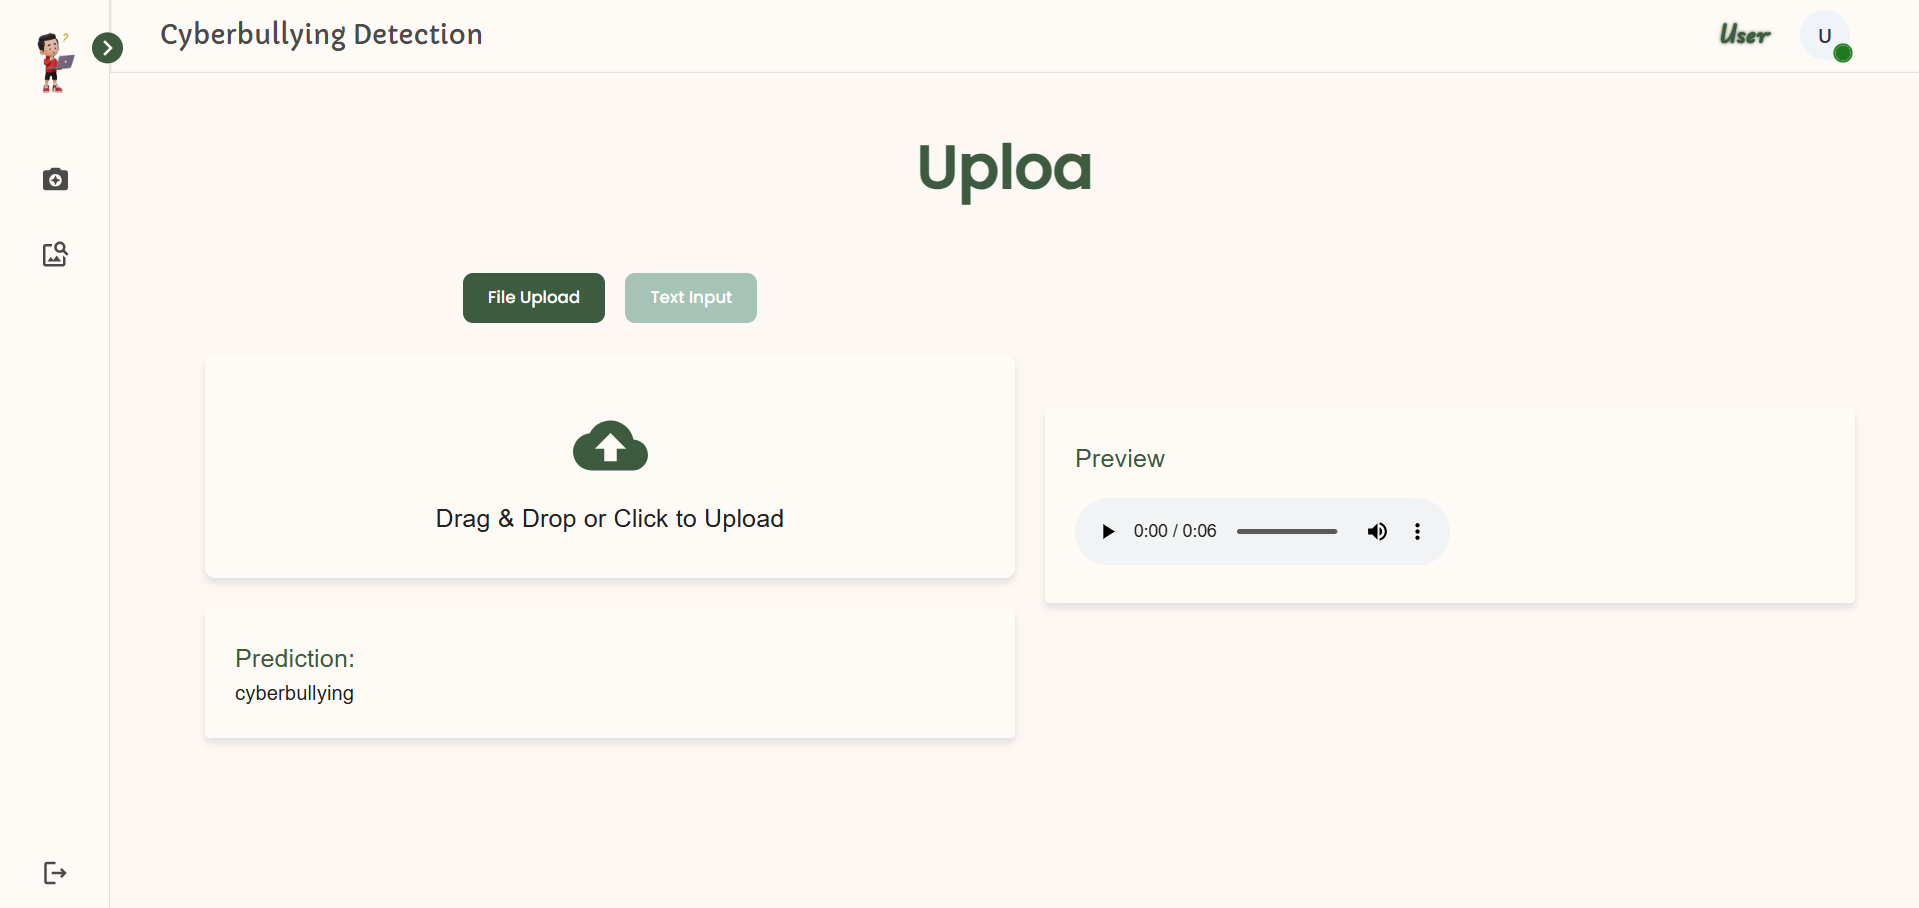 Cyberbullying Detection
User
U
Uploa
File Upload
Text Input
Drag & Drop or Click to Upload
Preview
0:00 / 0:06
Prediction:
cyberbullying